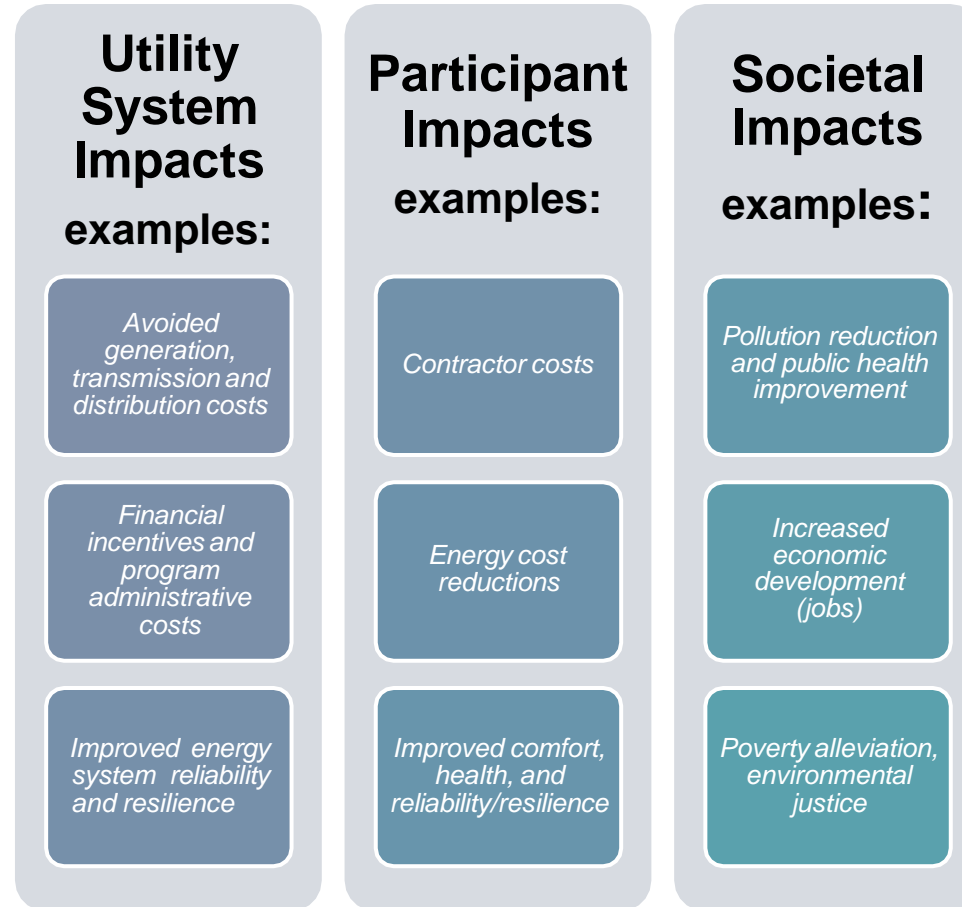 Utility
System
Impacts
examples:
Avoided
generation,
transmission and
distribution costs
Financial
incentives and
program
administrative
costs
Improved energy
system reliability
and resilience
Participant
Impacts
examples:
Contractor costs
Energy cost
reductions
Improved comfort,
health, and
reliability/resilience
Societal
Impacts
examples:
Pollution reduction
and public health
improvement
Increased
economic
development
(jobs)
Poverty alleviation,
environmental
justice